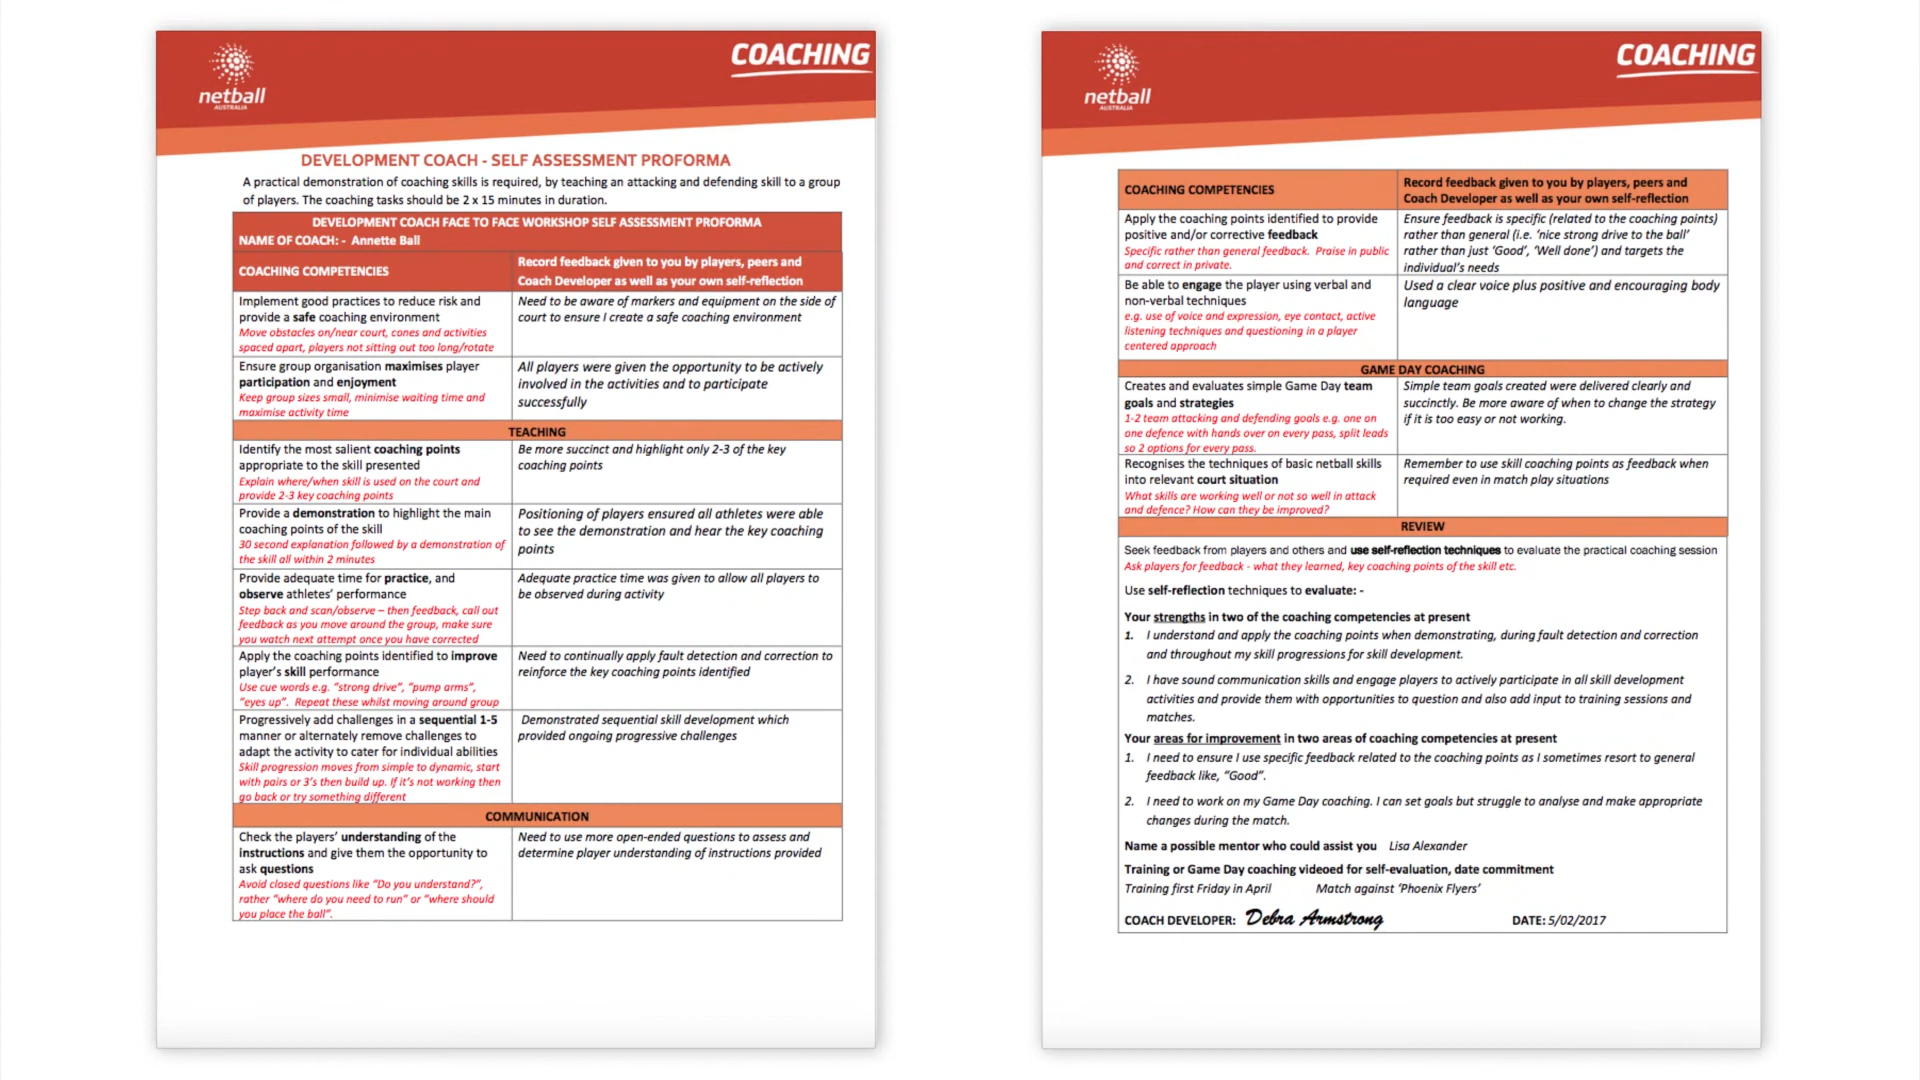 netball
AUSTRALIA
COACHING
DEVELOPMENT COACH - SELF ASSESSMENT PROFORMA
A practical demonstration of coaching skills is required, by teaching an attacking and defending skill to a group
of players. The coaching tasks should be 2 x 15 minutes in duration.
DEVELOPMENT COACH FACE TO FACE WORKSHOP SELF ASSESSMENT PROFORMA
NAME OF COACH: - Annette Ball
COACHING COMPETENCIES
Record feedback given to you by players, peers and
Coach Developer as well as your own self-reflection
Implement good practices to reduce risk and
provide a safe coaching environment
Move obstacles on/near court, cones and activities
spaced apart, players not sitting out too long/rotate
Need to be aware of markers and equipment on the side of
court to ensure I create a safe coaching environment
Ensure group organisation maximises player
participation and enjoyment
Keep group sizes small, minimise waiting time and
maximise activity time
All players were given the opportunity to be actively
involved in the activities and to participate
successfully
TEACHING
Identify the most salient coaching points
appropriate to the skill presented
Explain where/when skill is used on the court and
provide 2-3 key coaching points
Be more succinct and highlight only 2-3 of the key
coaching points
Provide a demonstration to highlight the main
coaching points of the skill
30 second explanation followed by a demonstration of
the skill all within 2 minutes
Positioning of players ensured all athletes were able
to see the demonstration and hear the key coaching
points
Provide adequate time for practice, and
observe athletes' performance
Step back and scan/observe – then feedback, call out
feedback as you move around the group, make sure
you watch next attempt once you have corrected
Adequate practice time was given to allow all players to
be observed during activity
Apply the coaching points identified to improve
player's skill performance
Use cue words e.g. "strong drive", "pump arms",
"eyes up". Repeat these whilst moving around group
Need to continually apply fault detection and correction to
reinforce the key coaching points identified
Progressively add challenges in a sequential 1-5
manner or alternately remove challenges to
adapt the activity to cater for individual abilities
Skill progression moves from simple to dynamic, start
with pairs or 3's then build up. If it's not working then
go back or try something different
Demonstrated sequential skill development which
provided ongoing progressive challenges
COMMUNICATION
Check the players' understanding of the
instructions and give them the opportunity to
ask questions
Avoid closed questions like "Do you understand?",
rather "where do you need to run" or "where should
you place the ball".
Need to use more open-ended questions to assess and
determine player understanding of instructions provided
netball
AUSTRALIA
COACHING
COACHING COMPETENCIES
Record feedback given to you by players, peers and
Coach Developer as well as your own self-reflection
Apply the coaching points identified to provide
positive and/or corrective feedback
Specific rather than general feedback. Praise in public
and correct in private.
Ensure feedback is specific (related to the coaching points)
rather than general (i.e. 'nice strong drive to the ball'
rather than just 'Good', 'Well done') and targets the
individual's needs
Be able to engage the player using verbal and
non-verbal techniques
e.g. use of voice and expression, eye contact, active
listening techniques and questioning in a player
centered approach
Used a clear voice plus positive and encouraging body
language
GAME DAY COACHING
Creates and evaluates simple Game Day team
goals and strategies
1-2 team attacking and defending goals e.g. one on
one defence with hands over on every pass, split leads
so 2 options for every pass.
Simple team goals created were delivered clearly and
succinctly. Be more aware of when to change the strategy
if it is too easy or not working.
Recognises the techniques of basic netball skills
into relevant court situation
What skills are working well or not so well in attack
and defence? How can they be improved?
Remember to use skill coaching points as feedback when
required even in match play situations
REVIEW
Seek feedback from players and others and use self-reflection techniques to evaluate the practical coaching session
Ask players for feedback - what they learned, key coaching points of the skill etc.
Use self-reflection techniques to evaluate: -
Your strengths in two of the coaching competencies at present
1. I understand and apply the coaching points when demonstrating, during fault detection and correction
and throughout my skill progressions for skill development.
2. I have sound communication skills and engage players to actively participate in all skill development
activities and provide them with opportunities to question and also add input to training sessions and
matches.
Your areas for improvement in two areas of coaching competencies at present
1. I need to ensure I use specific feedback related to the coaching points as I sometimes resort to general
feedback like, "Good".
2. I need to work on my Game Day coaching. I can set goals but struggle to analyse and make appropriate
changes during the match.
Name a possible mentor who could assist you Lisa Alexander
Training or Game Day coaching videoed for self-evaluation, date commitment
Training first Friday in April Match against 'Phoenix Flyers'
COACH DEVELOPER: Debra Armstrong DATE: 5/02/2017